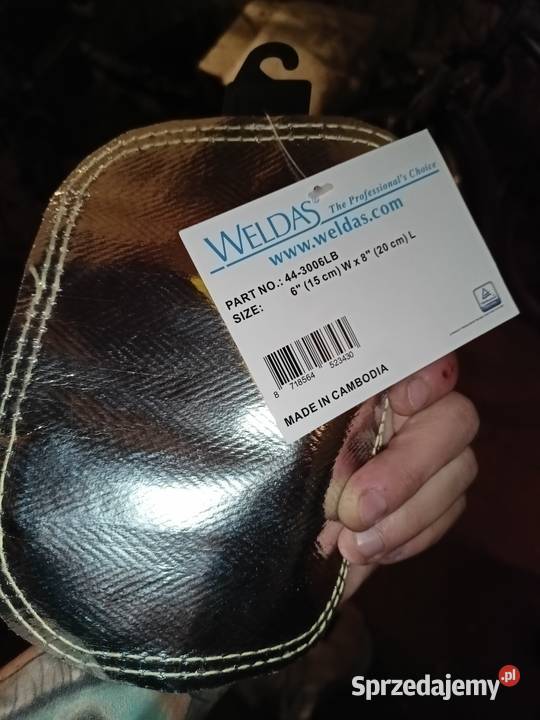 WELDAS® The Professional's Choice
www.weldas.com
PART NO.: 44-3006LB
SIZE: 6" (15 cm) W x 8" (20 cm) L
8 718564 523430
MADE IN CAMBODIA
Sprzedajemy.pl